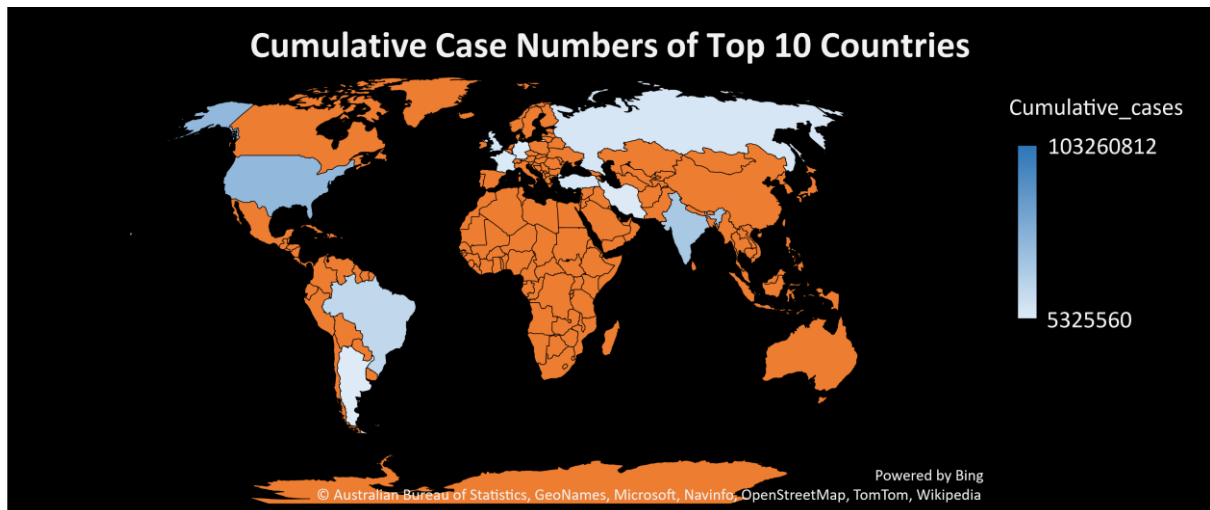 Cumulative Case Numbers of Top 10 Countries
Cumulative_cases
103260812
5325560
Powered by Bing
© Australian Bureau of Statistics, GeoNames, Microsoft, Navinfo, OpenStreetMap, TomTom, Wikipedia